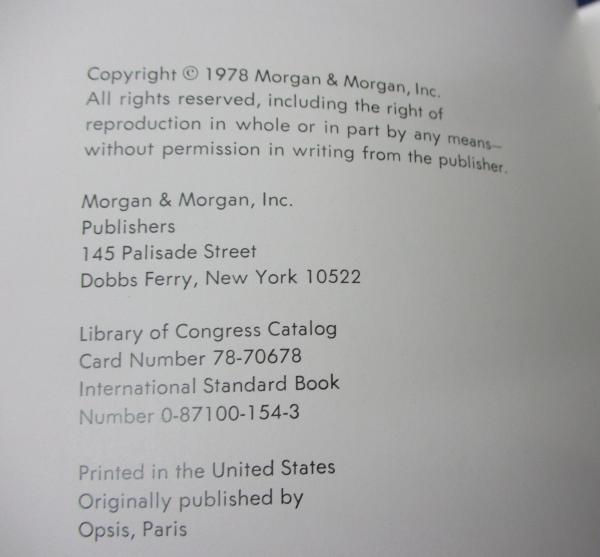 Copyright © 1978 Morgan & Morgan, Inc.
All rights reserved, including the right of
reproduction in whole or in part by any means—
without permission in writing from the publisher.
Morgan & Morgan, Inc.
Publishers
145 Palisade Street
Dobbs Ferry, New York 10522
Library of Congress Catalog
Card Number 78-70678
International Standard Book
Number 0-87100-154-3
Printed in the United States
Originally published by
Opsis, Paris